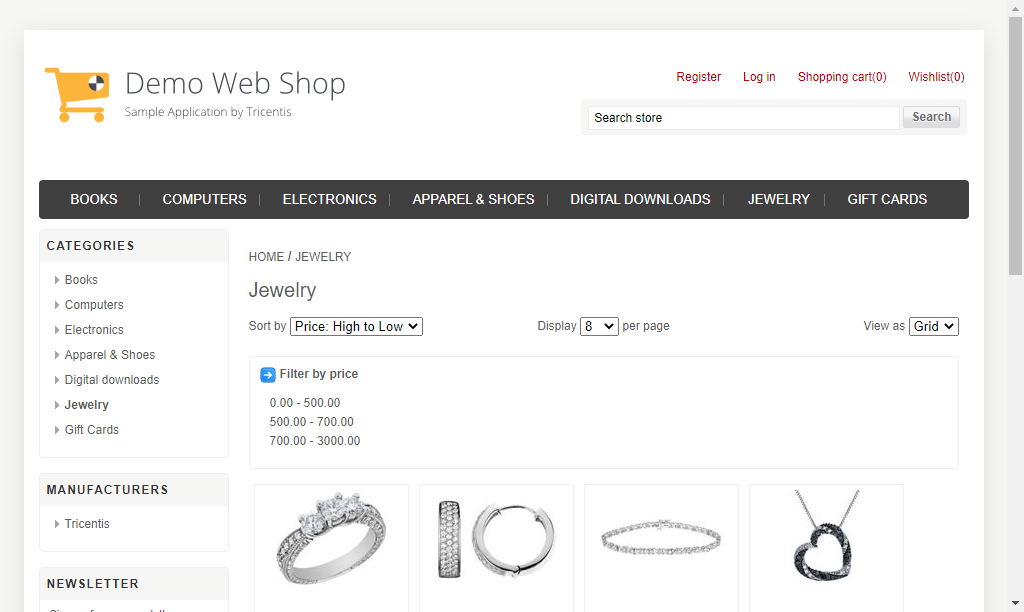 Demo Web Shop
Sample Application by Tricentis
Register Log in Shopping cart(0) Wishlist(0)
Search store Search
BOOKS COMPUTERS ELECTRONICS APPAREL & SHOES DIGITAL DOWNLOADS JEWELRY GIFT CARDS
CATEGORIES
Books
Computers
Electronics
Apparel & Shoes
Digital downloads
Jewelry
Gift Cards
MANUFACTURERS
Tricentis
NEWSLETTER
HOME / JEWELRY
Jewelry
Sort by Price: High to Low Display 8 per page View as Grid
Filter by price
0.00 - 500.00
500.00 - 700.00
700.00 - 3000.00